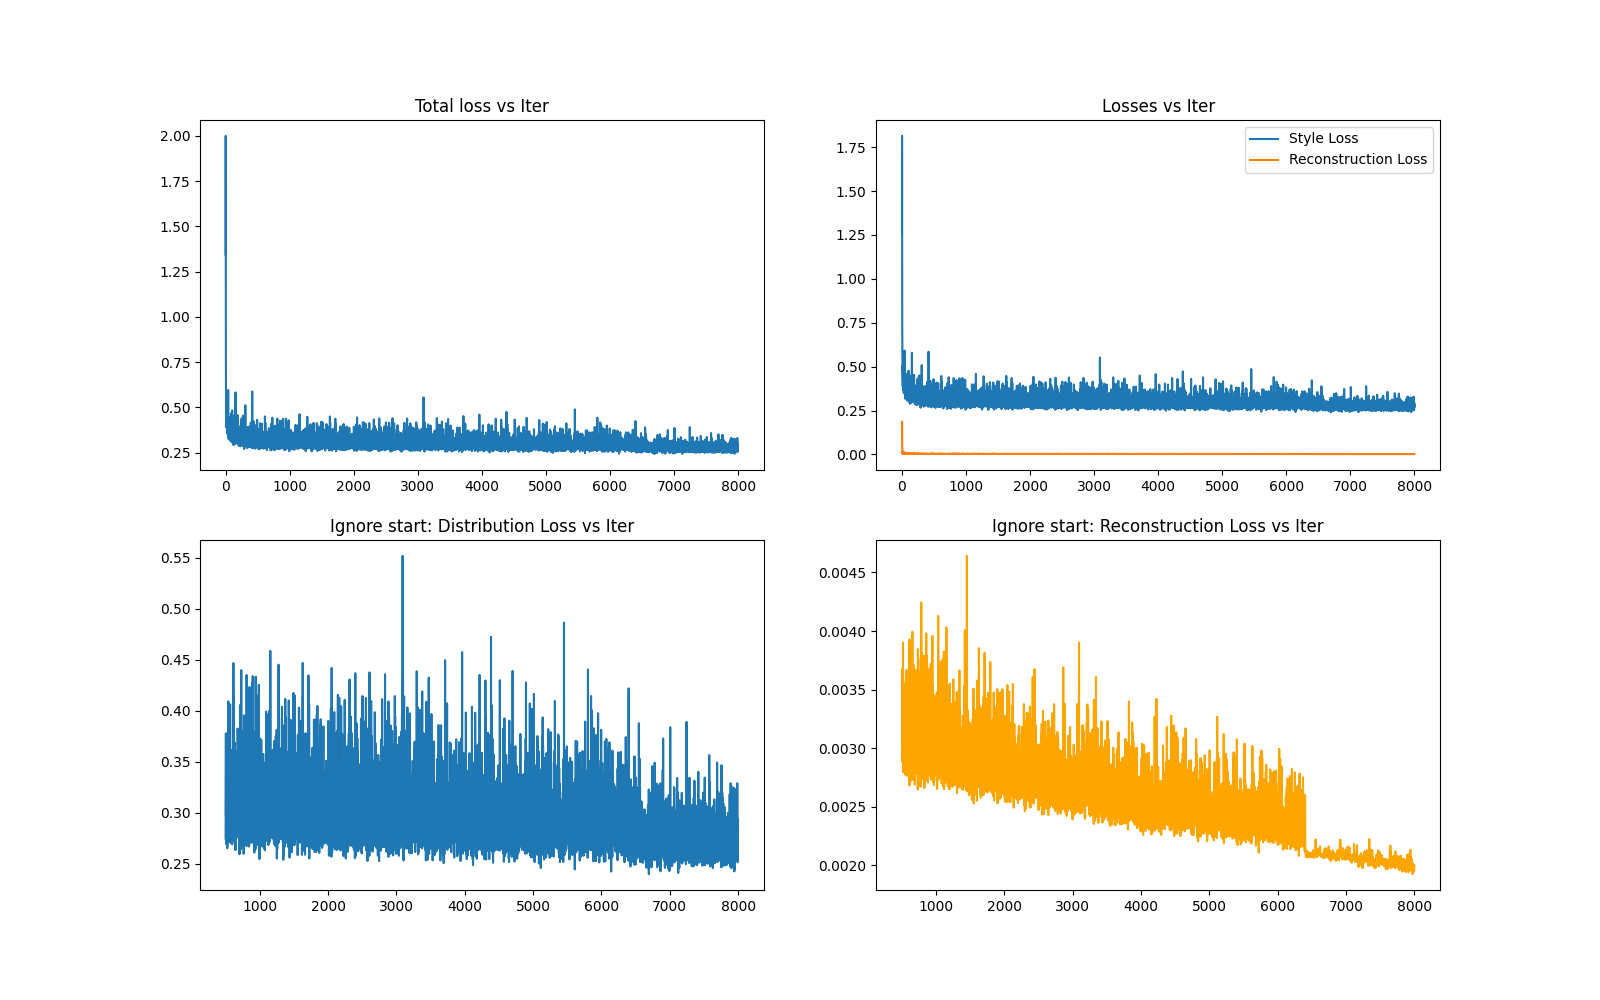 Total loss vs Iter
2.00
1.75
1.50
1.25
1.00
0.75
0.50
0.25
0 1000 2000 3000 4000 5000 6000 7000 8000
Losses vs Iter
Style Loss
Reconstruction Loss
1.75
1.50
1.25
1.00
0.75
0.50
0.25
0.00
0 1000 2000 3000 4000 5000 6000 7000 8000
Ignore start: Distribution Loss vs Iter
0.55
0.50
0.45
0.40
0.35
0.30
0.25
1000 2000 3000 4000 5000 6000 7000 8000
Ignore start: Reconstruction Loss vs Iter
0.0045
0.0040
0.0035
0.0030
0.0025
0.0020
1000 2000 3000 4000 5000 6000 7000 8000